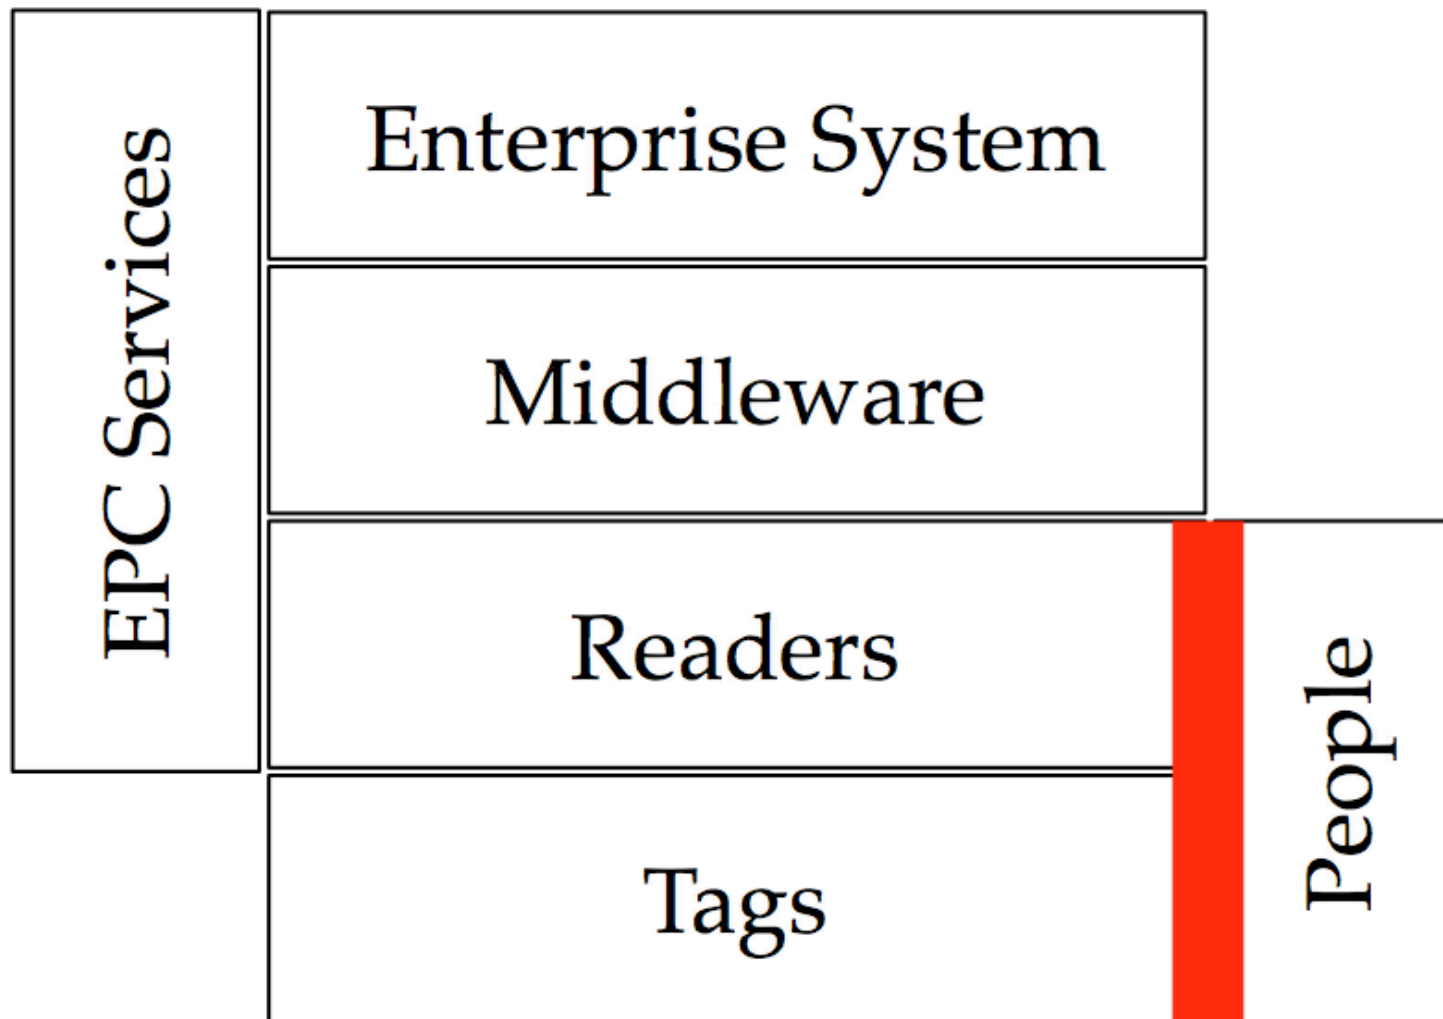 EPC Services
Enterprise System
Middleware
Readers
Tags
People